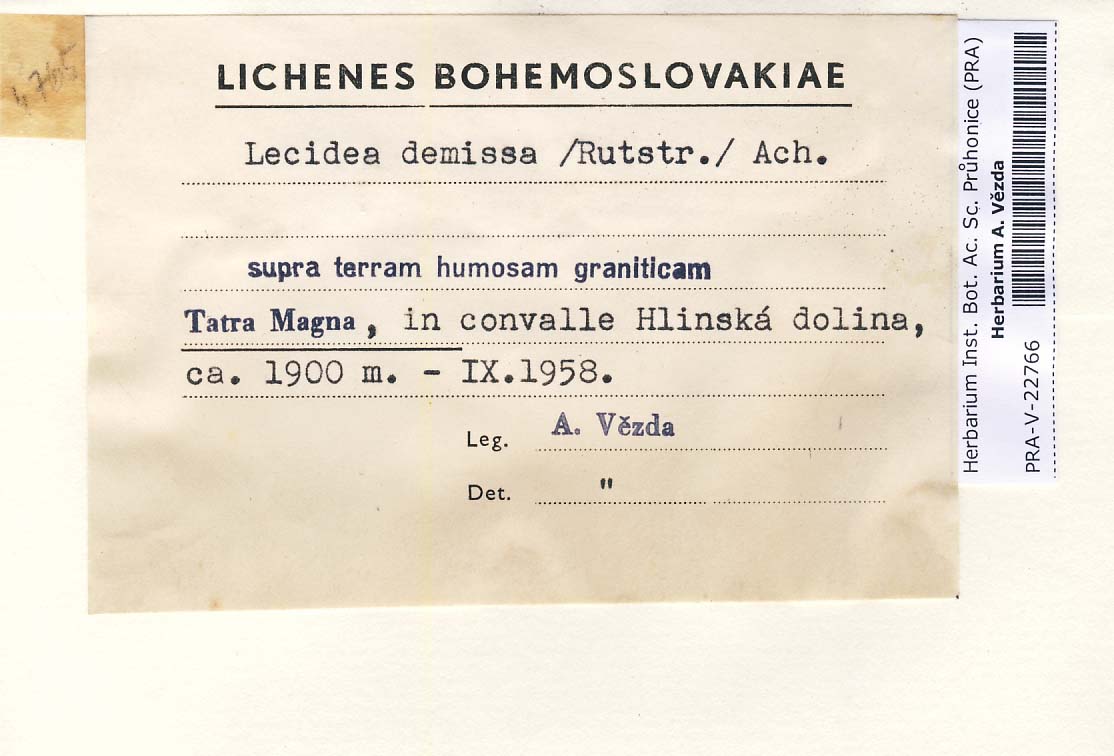 LICHENES BOHEMOSLOVAKIAE
Lecidea demissa /Rutstr./ Ach.
supra terram humosam graniticam
Tatra Magna, in convalle Hlinská dolina,
ca. 1900 m. - IX.1958.
Leg. A. Vězda
Det. "
Herbarium Inst. Bot. Ac. Sc. Průhonice (PRA)
Herbarium A. Vězda
PRA-V-22766